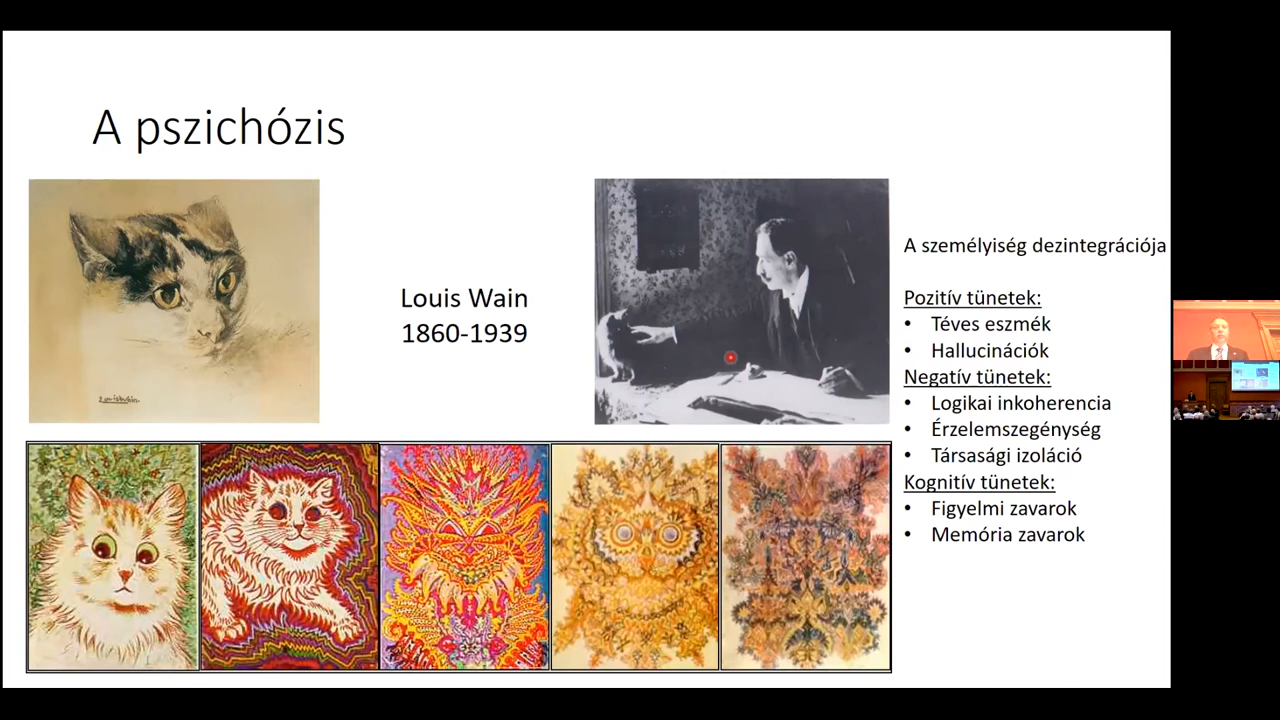 A pszichózis
Louis Wain
1860-1939
A személyiség dezintegrációja
Pozitív tünetek:
• Téves eszmék
• Hallucinációk
Negatív tünetek:
• Logikai inkoherencia
• Érzelemszegénység
• Társasági izoláció
Kognitív tünetek:
• Figyelmi zavarok
• Memória zavarok